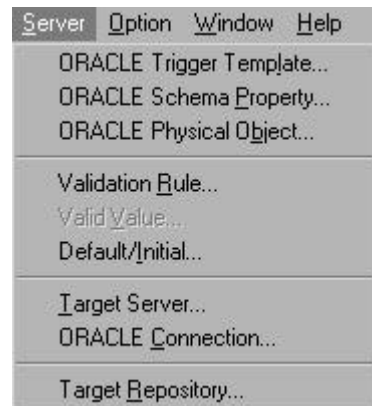 Server Option Window Help
ORACLE Trigger Template...
ORACLE Schema Property...
ORACLE Physical Object...
Validation Rule...
Valid Value...
Default/Initial...
Target Server...
ORACLE Connection...
Target Repository...